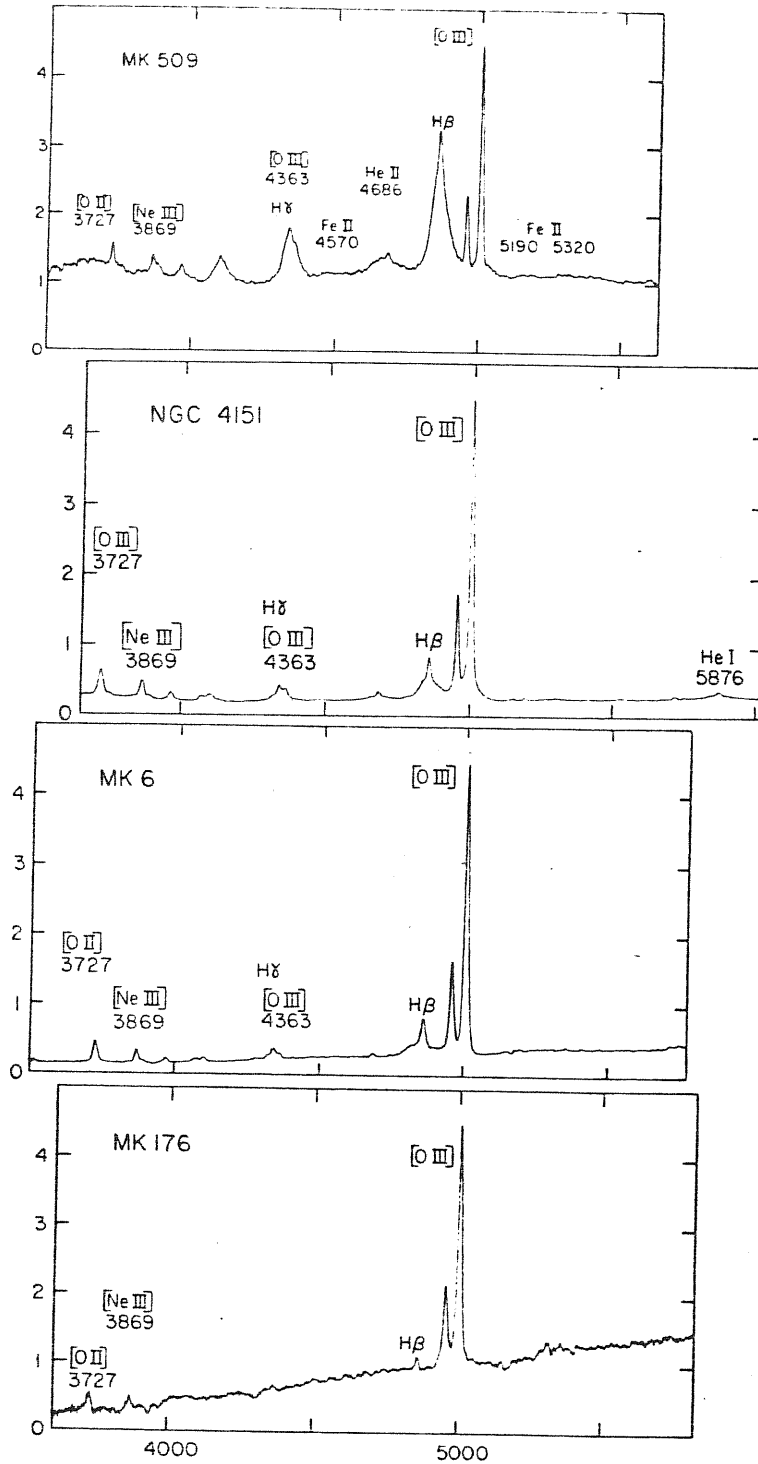 [O III]
MK 509
4
Hβ
3
[O III]
4363
He II
4686
[O II]
3727
[Ne III]
3869
Hγ
2
Fe II
4570
Fe II
5190 5320
1
0
NGC 4151
[O III]
4
3
[O III]
3727
2
Hγ
[Ne III]
3869
[O III]
4363
Hβ
1
He I
5876
0
MK 6
[O III]
4
3
[O II]
3727
2
Hγ
[Ne III]
3869
[O III]
4363
Hβ
1
0
MK 176
[O III]
4
3
[Ne III]
3869
2
[O II]
3727
Hβ
1
0
4000 5000